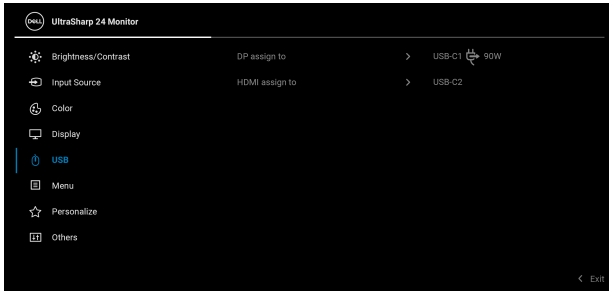 DELL UltraSharp 24 Monitor
Brightness/Contrast DP assign to > USB-C1 90W
Input Source HDMI assign to > USB-C2
Color
Display
USB
Menu
Personalize
Others
< Exit